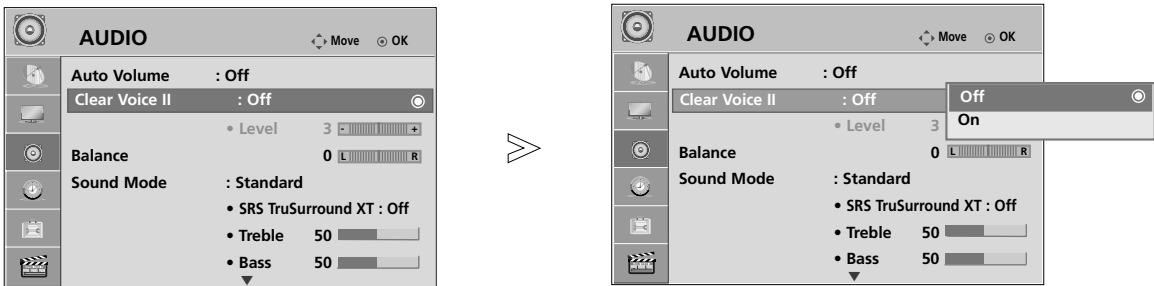 AUDIO
Move OK
Auto Volume : Off
Clear Voice II : Off
• Level 3 - +
Balance 0 L R
Sound Mode : Standard
• SRS TruSurround XT : Off
• Treble 50
• Bass 50
AUDIO
Move OK
Auto Volume : Off
Clear Voice II : Off
Off
On
• Level 3
Balance 0 L R
Sound Mode : Standard
• SRS TruSurround XT : Off
• Treble 50
• Bass 50